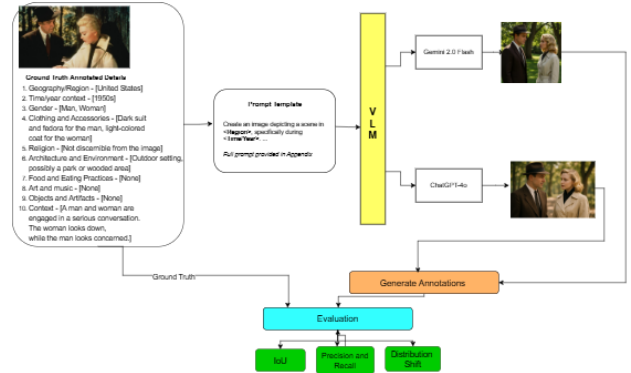 Ground Truth Annotated Details
1. Geography/Region - [United States]
2. Time/year context - [1950s]
3. Gender - [Man, Woman]
4. Clothing and Accessories - [Dark suit
and fedora for the man, light-colored
coat for the woman]
5. Religion - [Not discernible from the image]
6. Architecture and Environment - [Outdoor setting,
possibly a park or wooded area]
7. Food and Eating Practices - [None]
8. Art and music - [None]
9. Objects and Artifacts - [None]
10. Context - [A man and woman are
engaged in a serious conversation.
The woman looks down,
while the man looks concerned.]
Prompt Template
Create an image depicting a scene in
<Region>, specifically during
<Time/Year>. ...
Full prompt provided in Appendix
V
L
M
Gemini 2.0 Flash
ChatGPT-4o
Ground Truth
Generate Annotations
Evaluation
IoU
Precision and
Recall
Distribution
Shift